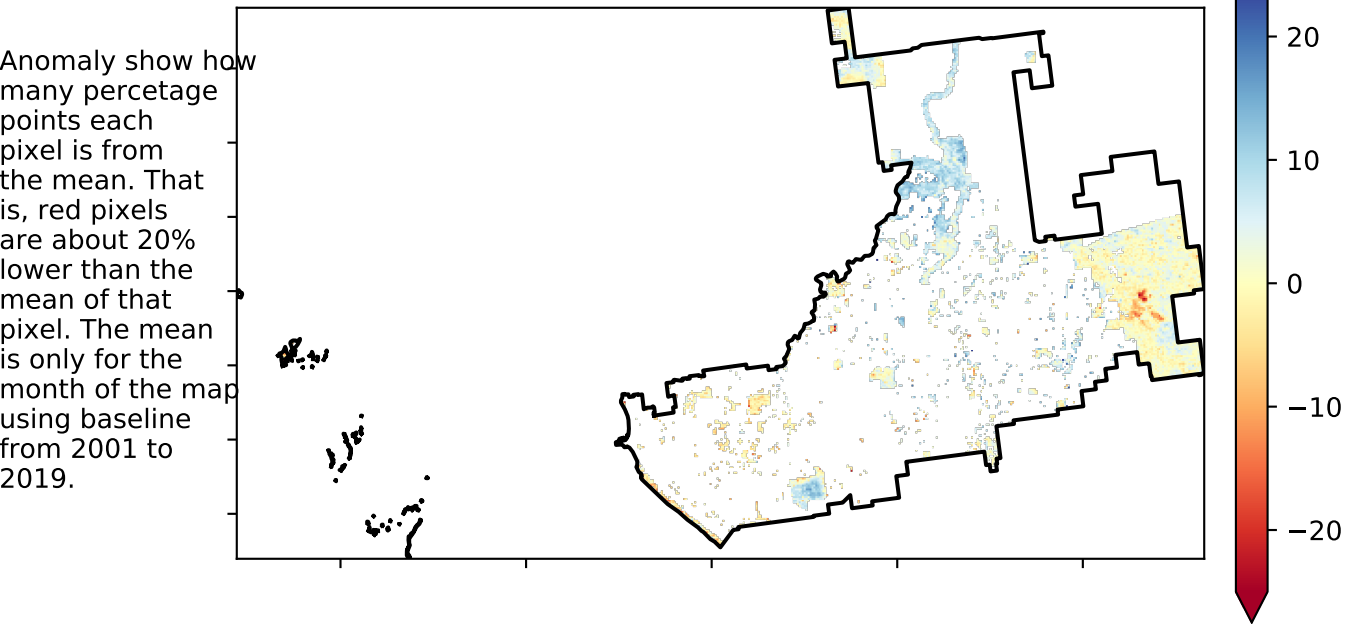 Anomaly show how
many percetage
points each
pixel is from
the mean. That
is, red pixels
are about 20%
lower than the
mean of that
pixel. The mean
is only for the
month of the map
using baseline
from 2001 to
2019.
20
10
0
−10
−20